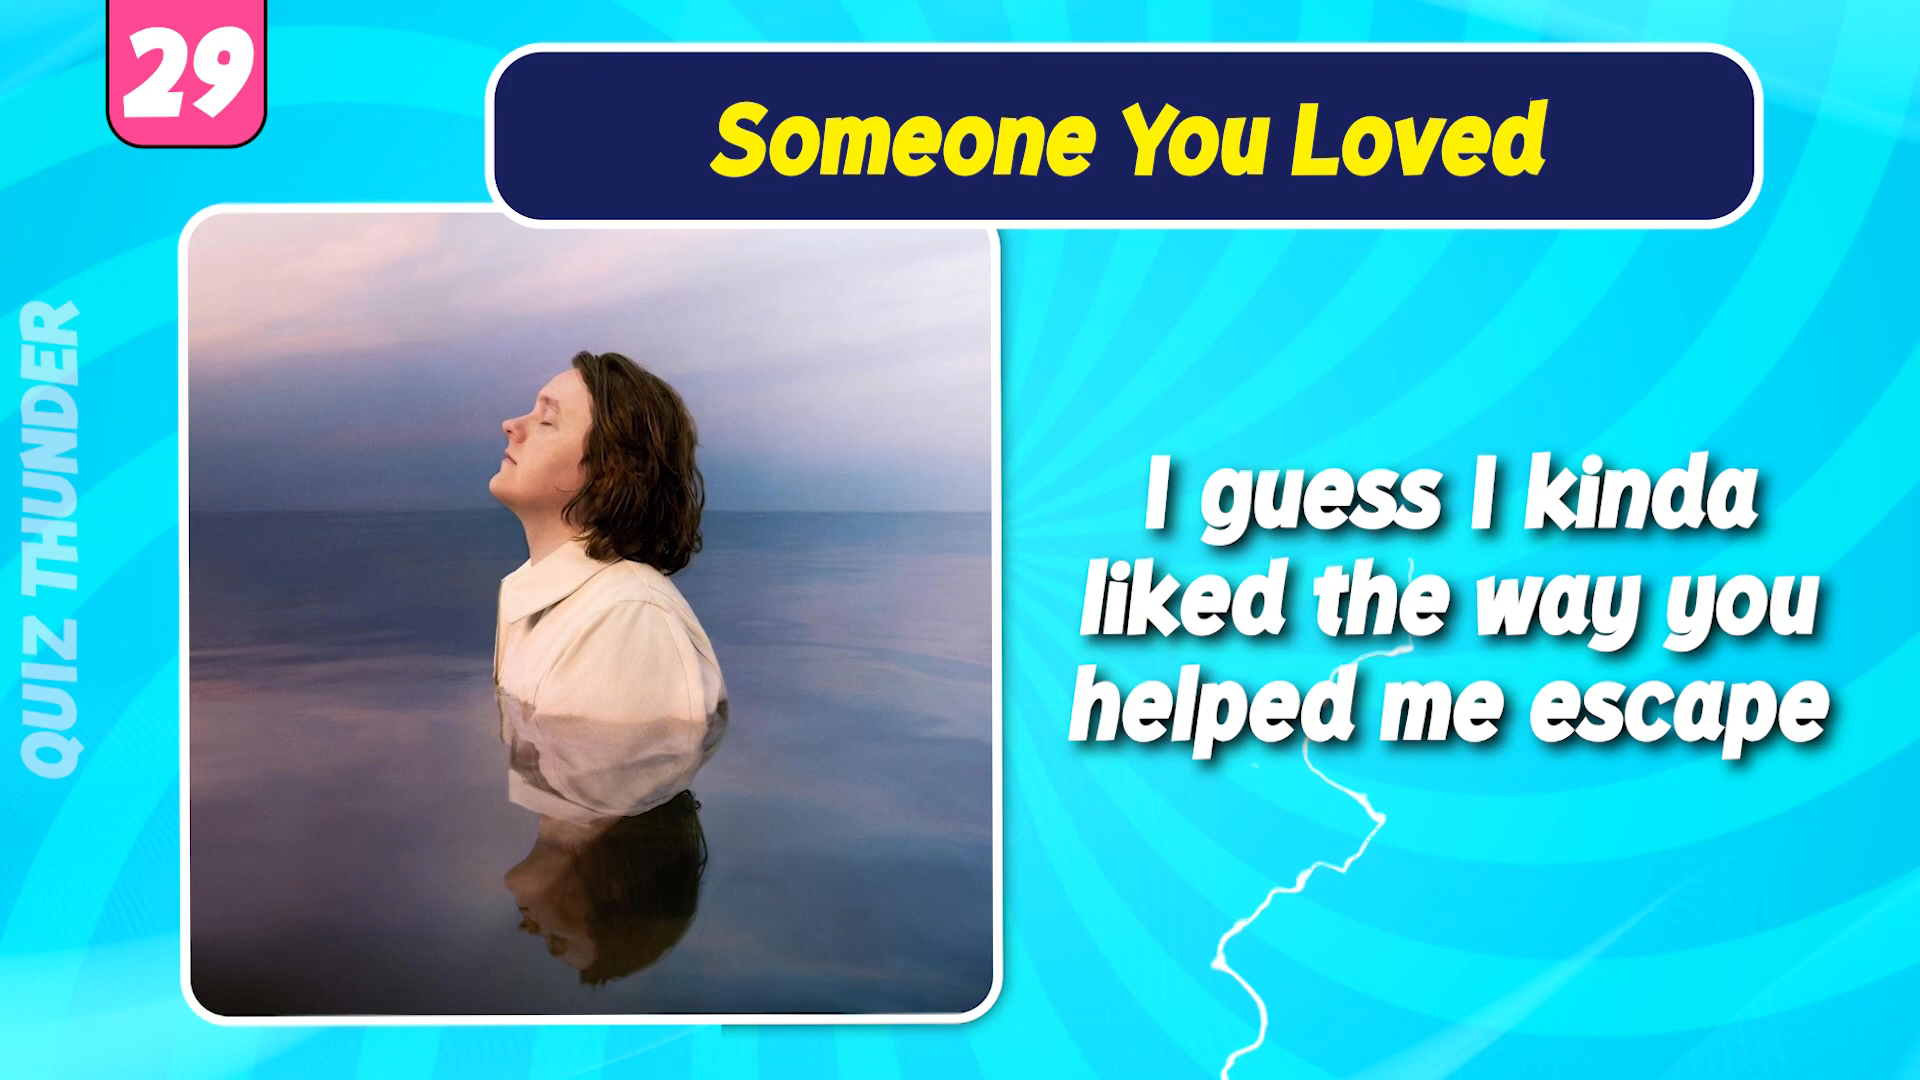 29
Someone You Loved
QUIZ THUNDER
I guess I kinda
liked the way you
helped me escape